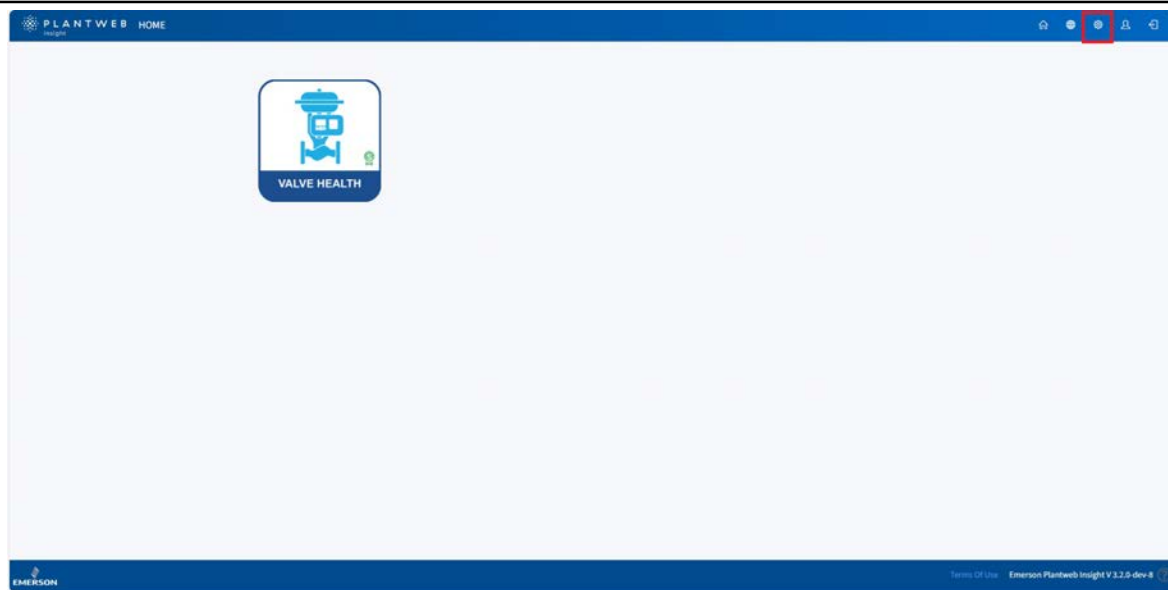 PLANTWEB HOME
insight
VALVE HEALTH
EMERSON
Terms Of Use Emerson Plantweb Insight V 3.2.0-dev-8 ?